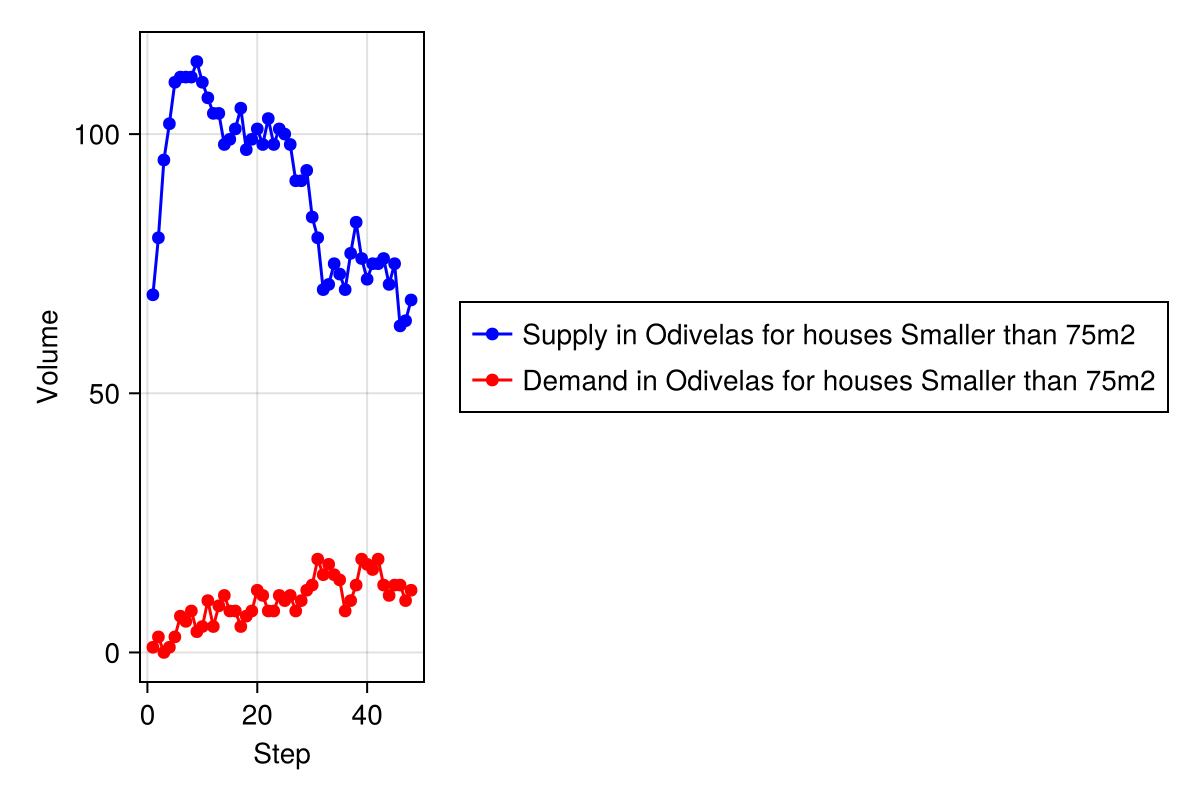 100
50
0
Volume
0 20 40
Step
Supply in Odivelas for houses Smaller than 75m2
Demand in Odivelas for houses Smaller than 75m2